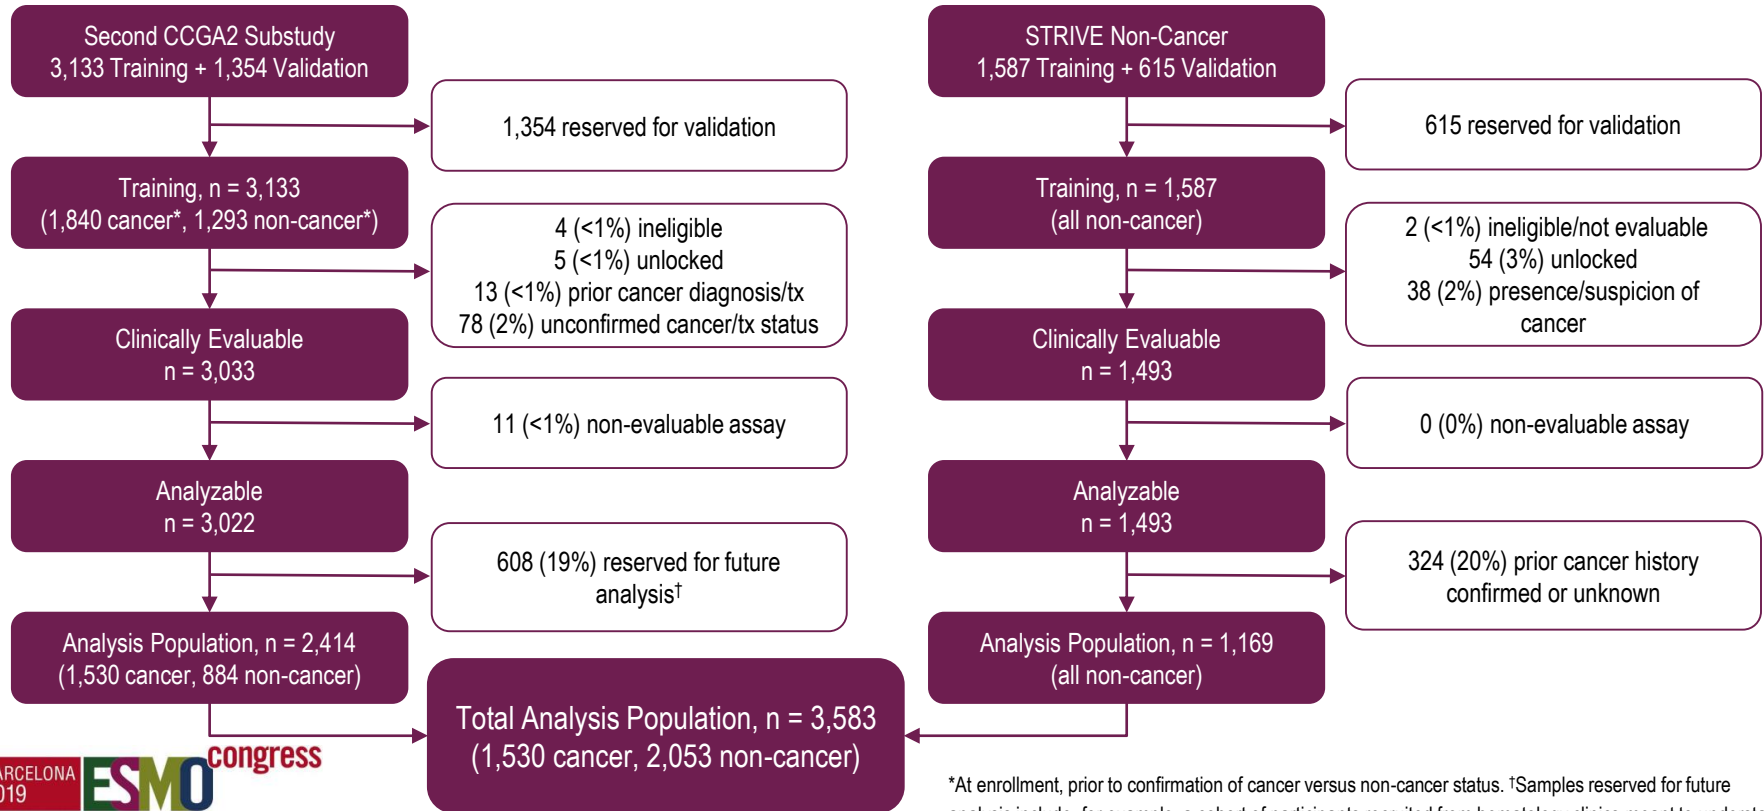 Second CCGA2 Substudy
3,133 Training + 1,354 Validation
1,354 reserved for validation
Training, n = 3,133
(1,840 cancer*, 1,293 non-cancer*)
4 (<1%) ineligible
5 (<1%) unlocked
13 (<1%) prior cancer diagnosis/tx
78 (2%) unconfirmed cancer/tx status
Clinically Evaluable
n = 3,033
11 (<1%) non-evaluable assay
Analyzable
n = 3,022
608 (19%) reserved for future
analysis†
Analysis Population, n = 2,414
(1,530 cancer, 884 non-cancer)
STRIVE Non-Cancer
1,587 Training + 615 Validation
615 reserved for validation
Training, n = 1,587
(all non-cancer)
2 (<1%) ineligible/not evaluable
54 (3%) unlocked
38 (2%) presence/suspicion of
cancer
Clinically Evaluable
n = 1,493
0 (0%) non-evaluable assay
Analyzable
n = 1,493
324 (20%) prior cancer history
confirmed or unknown
Analysis Population, n = 1,169
(all non-cancer)
Total Analysis Population, n = 3,583
(1,530 cancer, 2,053 non-cancer)
ARCELONA
019
ESMO congress
*At enrollment, prior to confirmation of cancer versus non-cancer status. †Samples reserved for future